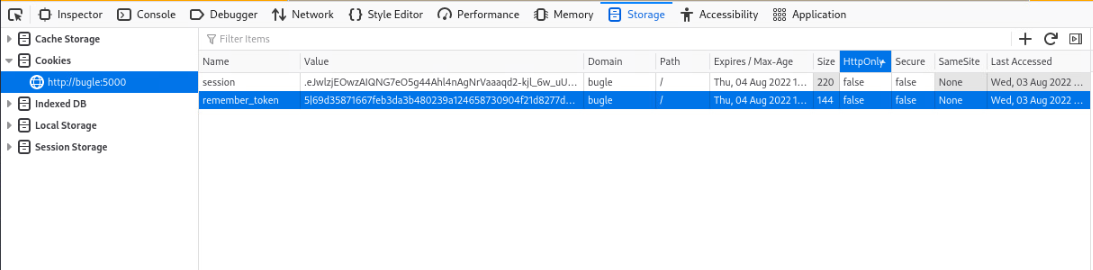 Inspector Console Debugger Network Style Editor Performance Memory Storage Accessibility Application
Cache Storage
Filter Items
Cookies
Name Value Domain Path Expires / Max-Age Size HttpOnly Secure SameSite Last Accessed
http://bugle:5000
session .eJwlzjEOwzAIQNG7eO5g44Ahl4nAgNrVaaaqd2-kjl_6w_uU... bugle / Thu, 04 Aug 2022 1... 220 false false None Wed, 03 Aug 2022 ...
Indexed DB
remember_token 5|69d35871667feb3da3b480239a124658730904f21d8277d... bugle / Thu, 04 Aug 2022 1... 144 false false None Wed, 03 Aug 2022 ...
Local Storage
Session Storage